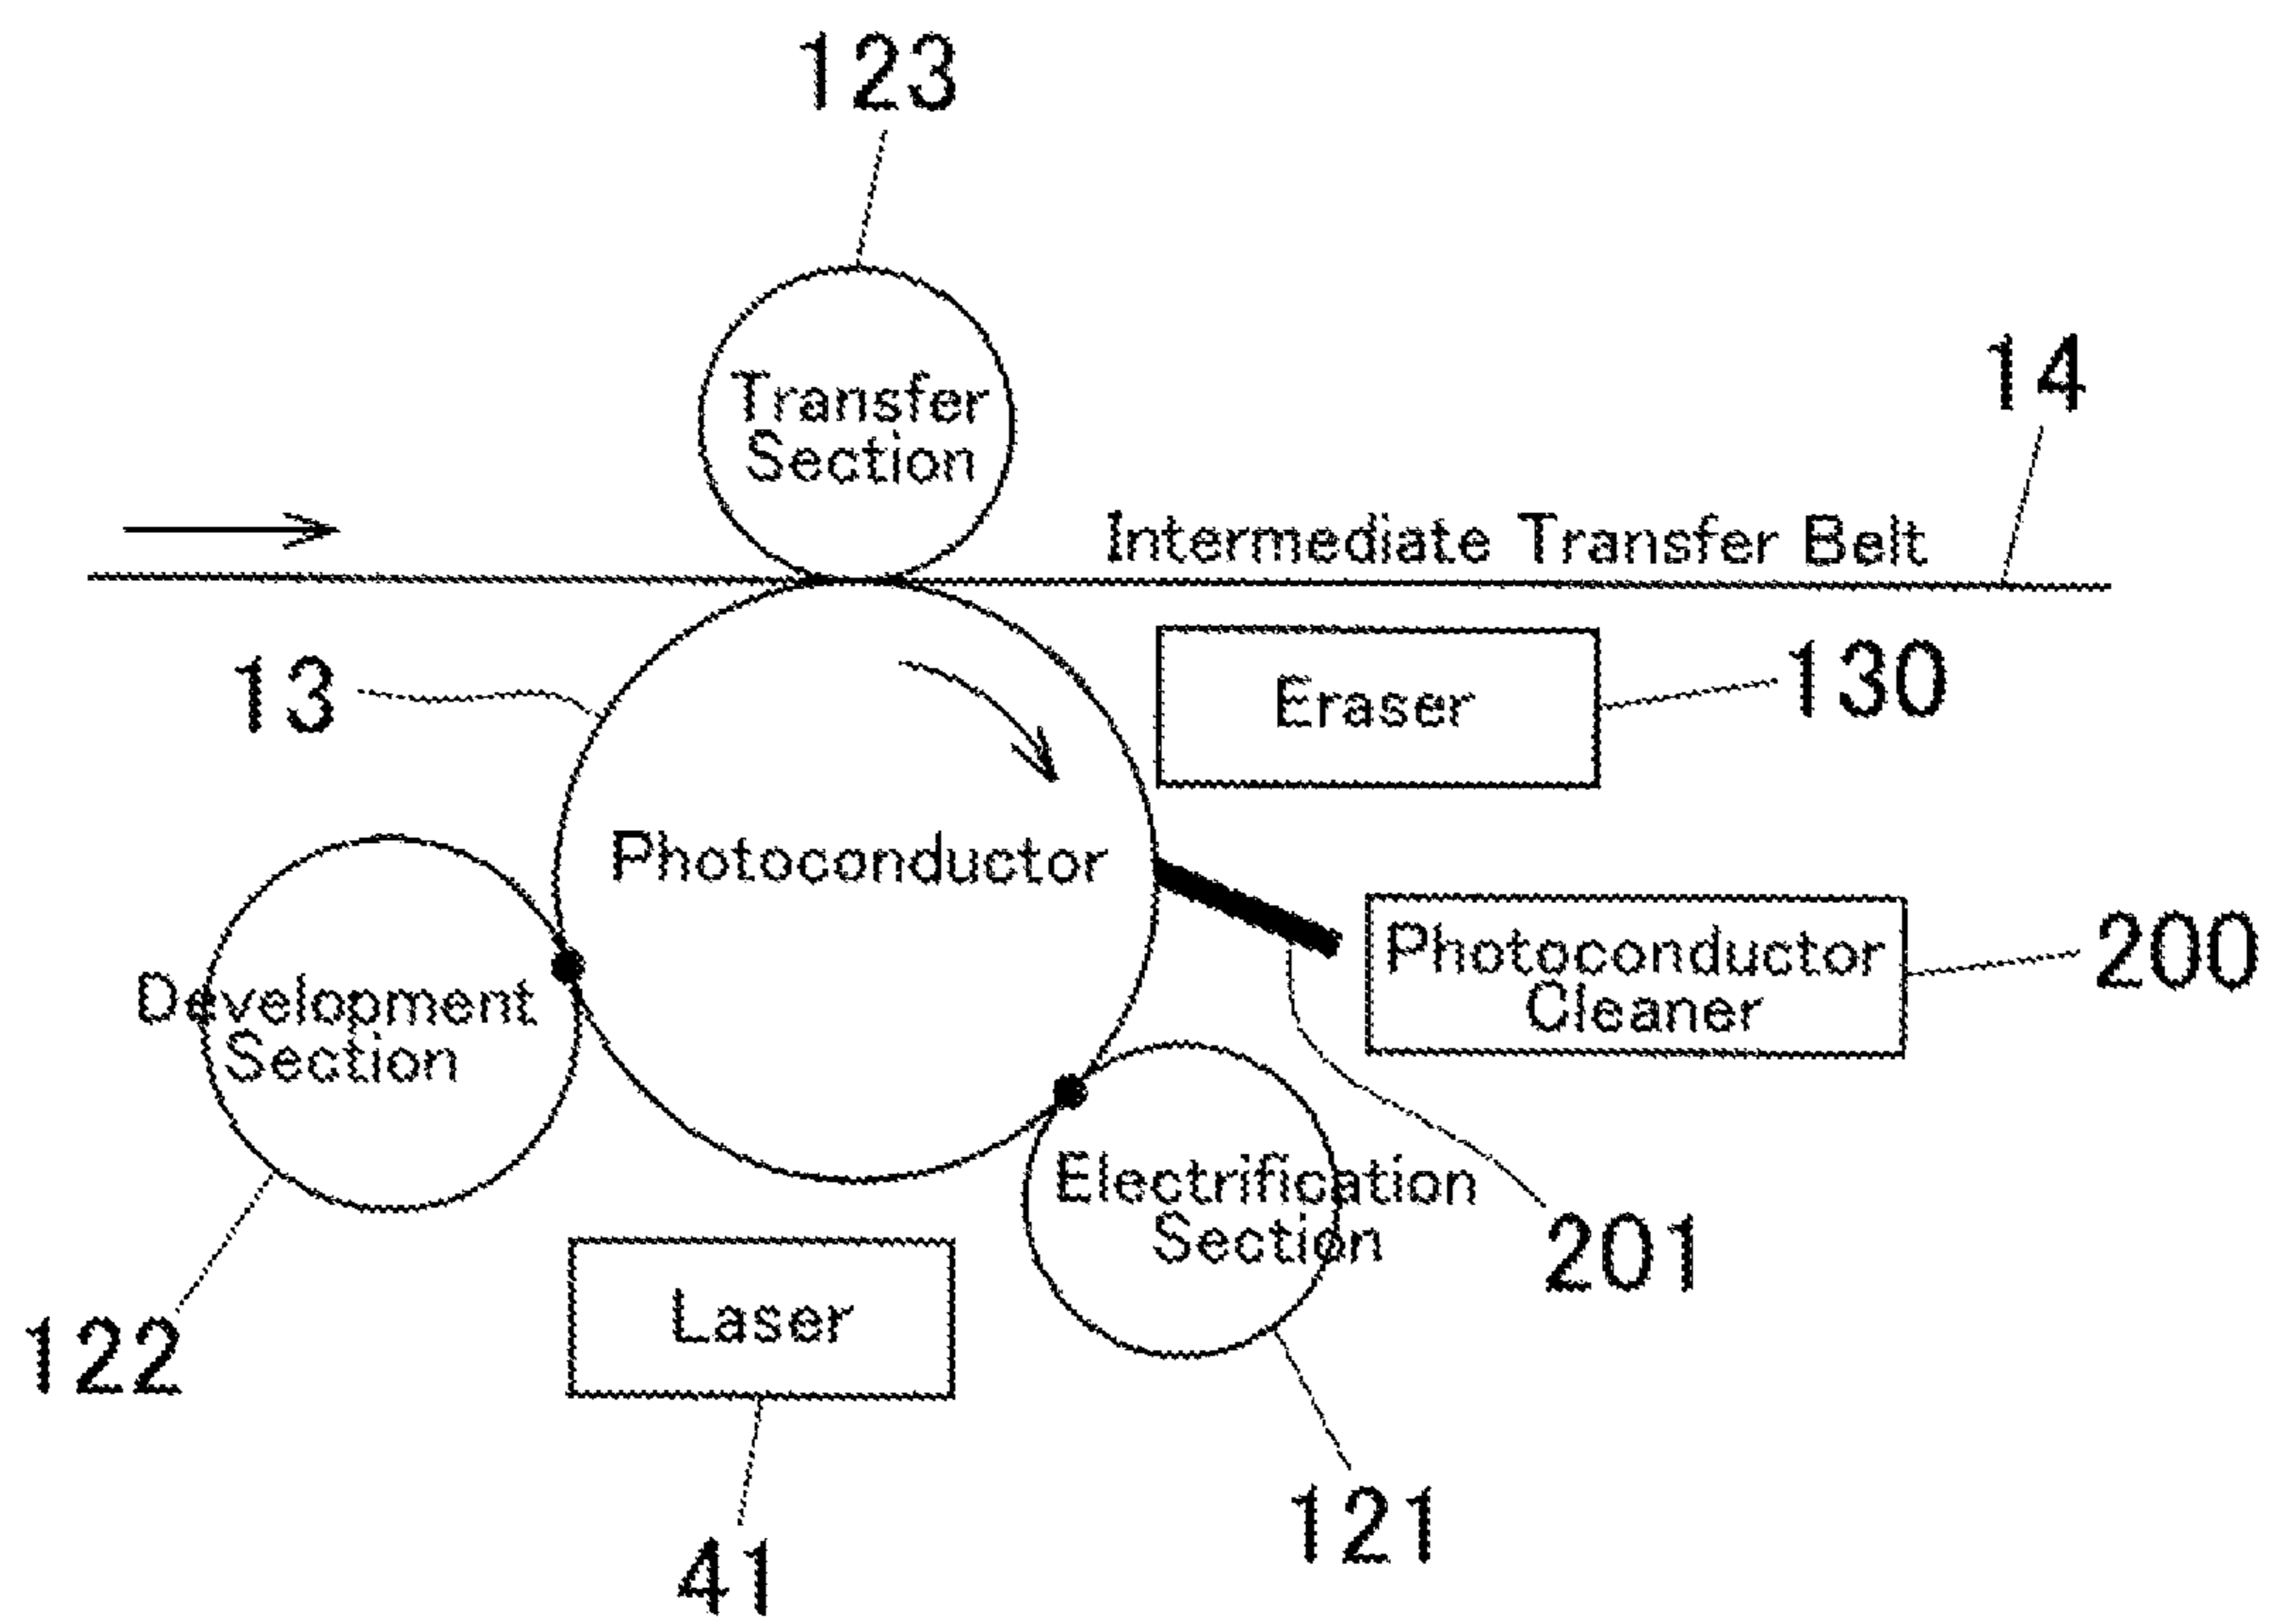 123
Transfer
Section
14
Intermediate Transfer Belt
13
Eraser
130
Photoconductor
Photoconductor
Cleaner
200
Development
Section
Electrification
Section
201
Laser
122
121
41